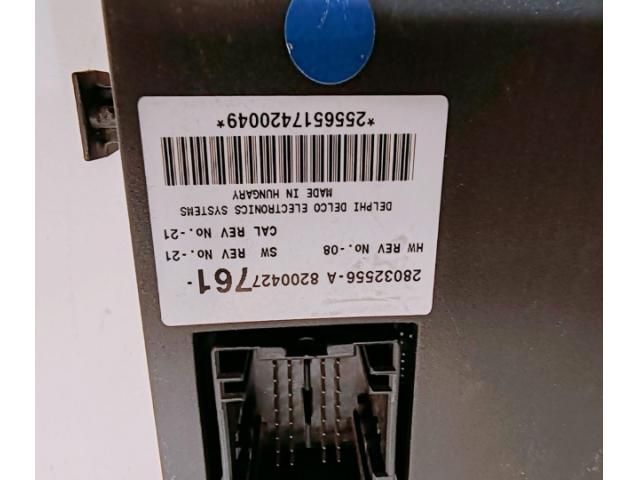 28032556-A 8200427761-
HW REV No.-08 SW REV No.-21
CAL REV No.-21
DELPHI DELCO ELECTRONICS SYSTEMS
MADE IN HUNGARY
*2556517420049*